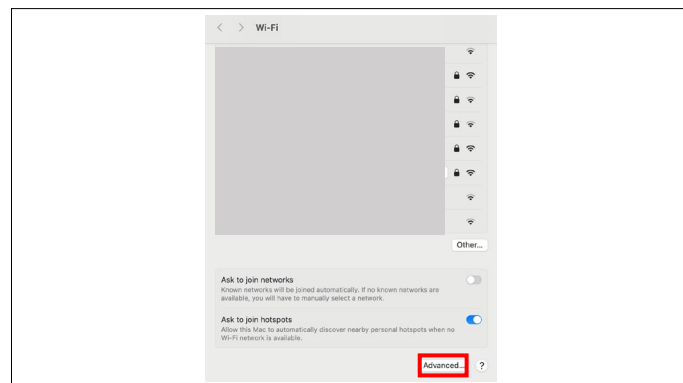 Wi-Fi
Other...
Ask to join networks
Known networks will be joined automatically. If no known networks are
available, you will have to manually select a network.
Ask to join hotspots
Allow this Mac to automatically discover nearby personal hotspots when no
Wi-Fi network is available.
Advanced... ?